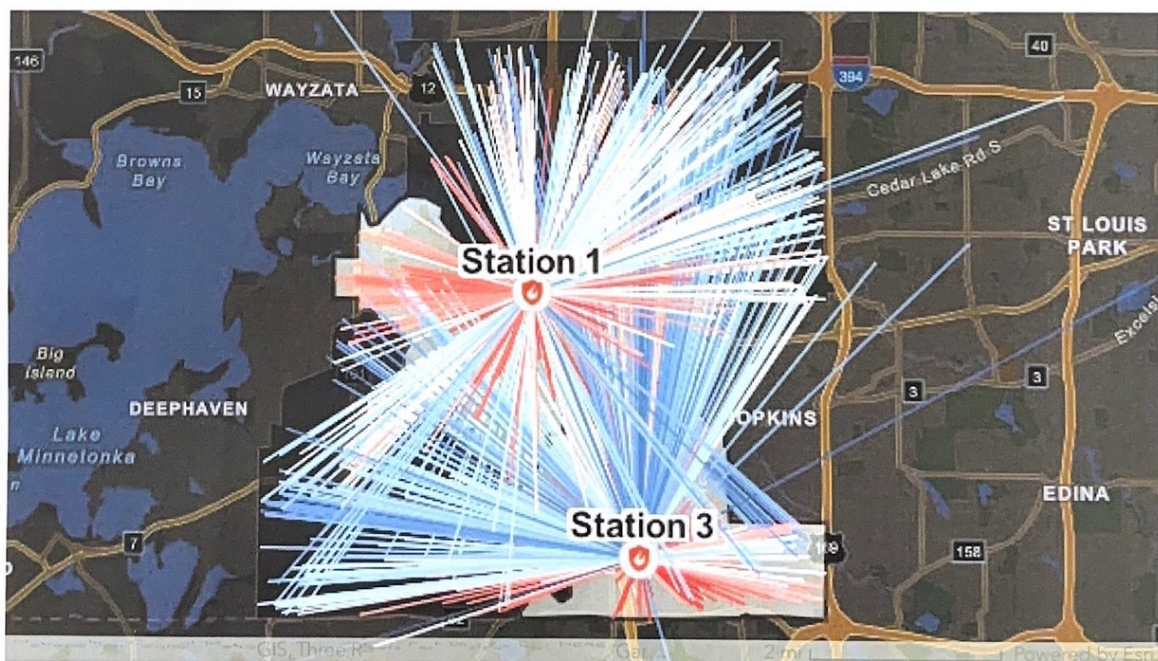 146
40
394
15
WAYZATA
12
Browns
Bay
Wayzata
Bay
Cedar Lake Rd S
ST LOUIS
PARK
Station 1
Big
Island
DEEPHAVEN
3
3
OPKINS
Lake
Minnetonka
EDINA
Station 3
7
169
158
GIS, Three R
Gar
2 mi
Powered by Esri